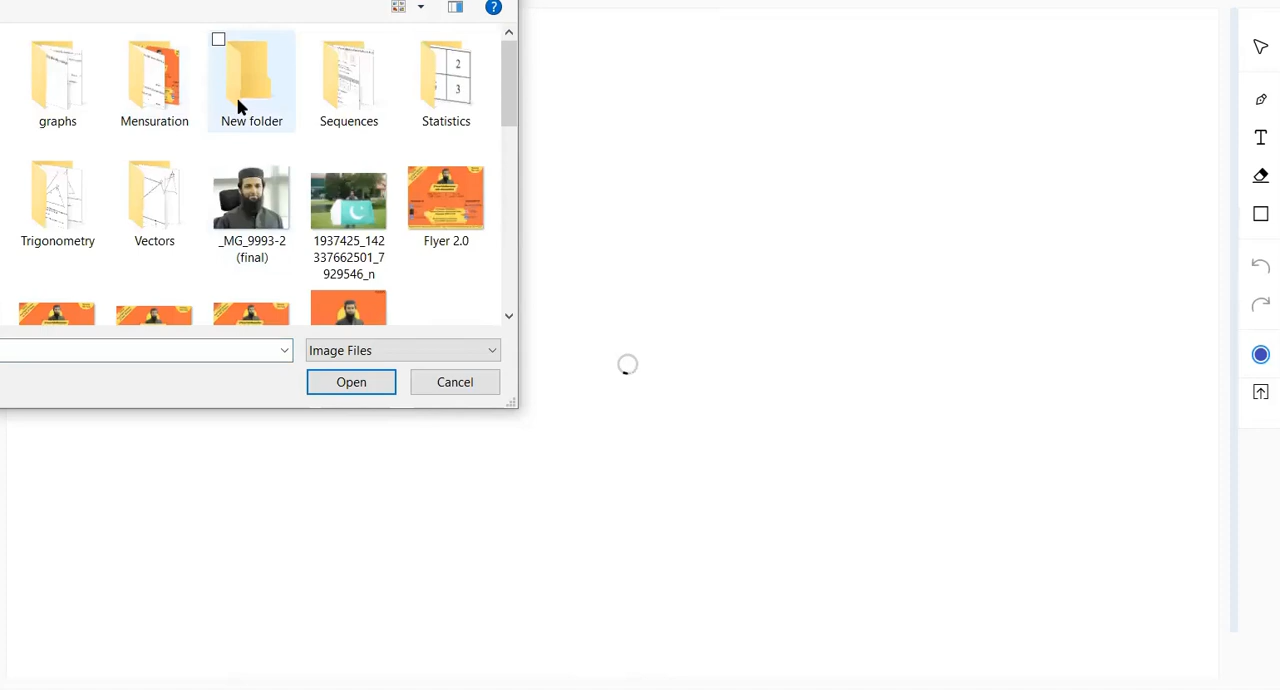 ?
graphs
Mensuration
New folder
Sequences
Statistics
2
3
Trigonometry
Vectors
_MG_9993-2
(final)
1937425_142
337662501_7
929546_n
Flyer 2.0
Image Files
Open
Cancel
T